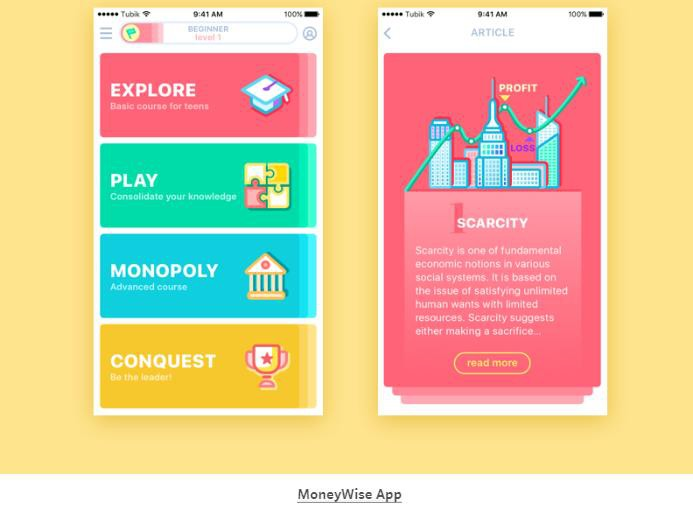 Tubik 9:41 AM 100%
BEGINNER
level 1
EXPLORE
Basic course for teens
PLAY
Consolidate your knowledge
MONOPOLY
Advanced course
CONQUEST
Be the leader!
Tubik 9:41 AM 100%
ARTICLE
PROFIT
LOSS
1 SCARCITY
Scarcity is one of fundamental
economic notions in various
social systems. It is based on
the issue of satisfying unlimited
human wants with limited
resources. Scarcity suggests
either making a sacrifice...
read more
MoneyWise App